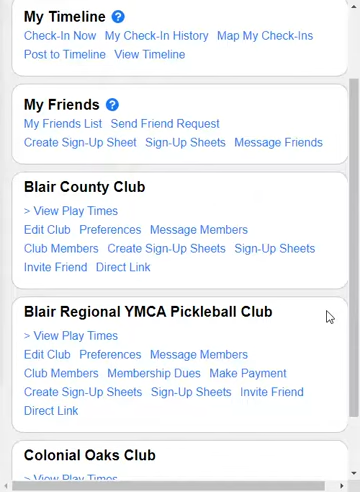 My Timeline ?
Check-In Now My Check-In History Map My Check-Ins
Post to Timeline View Timeline
My Friends ?
My Friends List Send Friend Request
Create Sign-Up Sheet Sign-Up Sheets Message Friends
Blair County Club
> View Play Times
Edit Club Preferences Message Members
Club Members Create Sign-Up Sheets Sign-Up Sheets
Invite Friend Direct Link
Blair Regional YMCA Pickleball Club
> View Play Times
Edit Club Preferences Message Members
Club Members Membership Dues Make Payment
Create Sign-Up Sheets Sign-Up Sheets Invite Friend
Direct Link
Colonial Oaks Club
> View Play Times